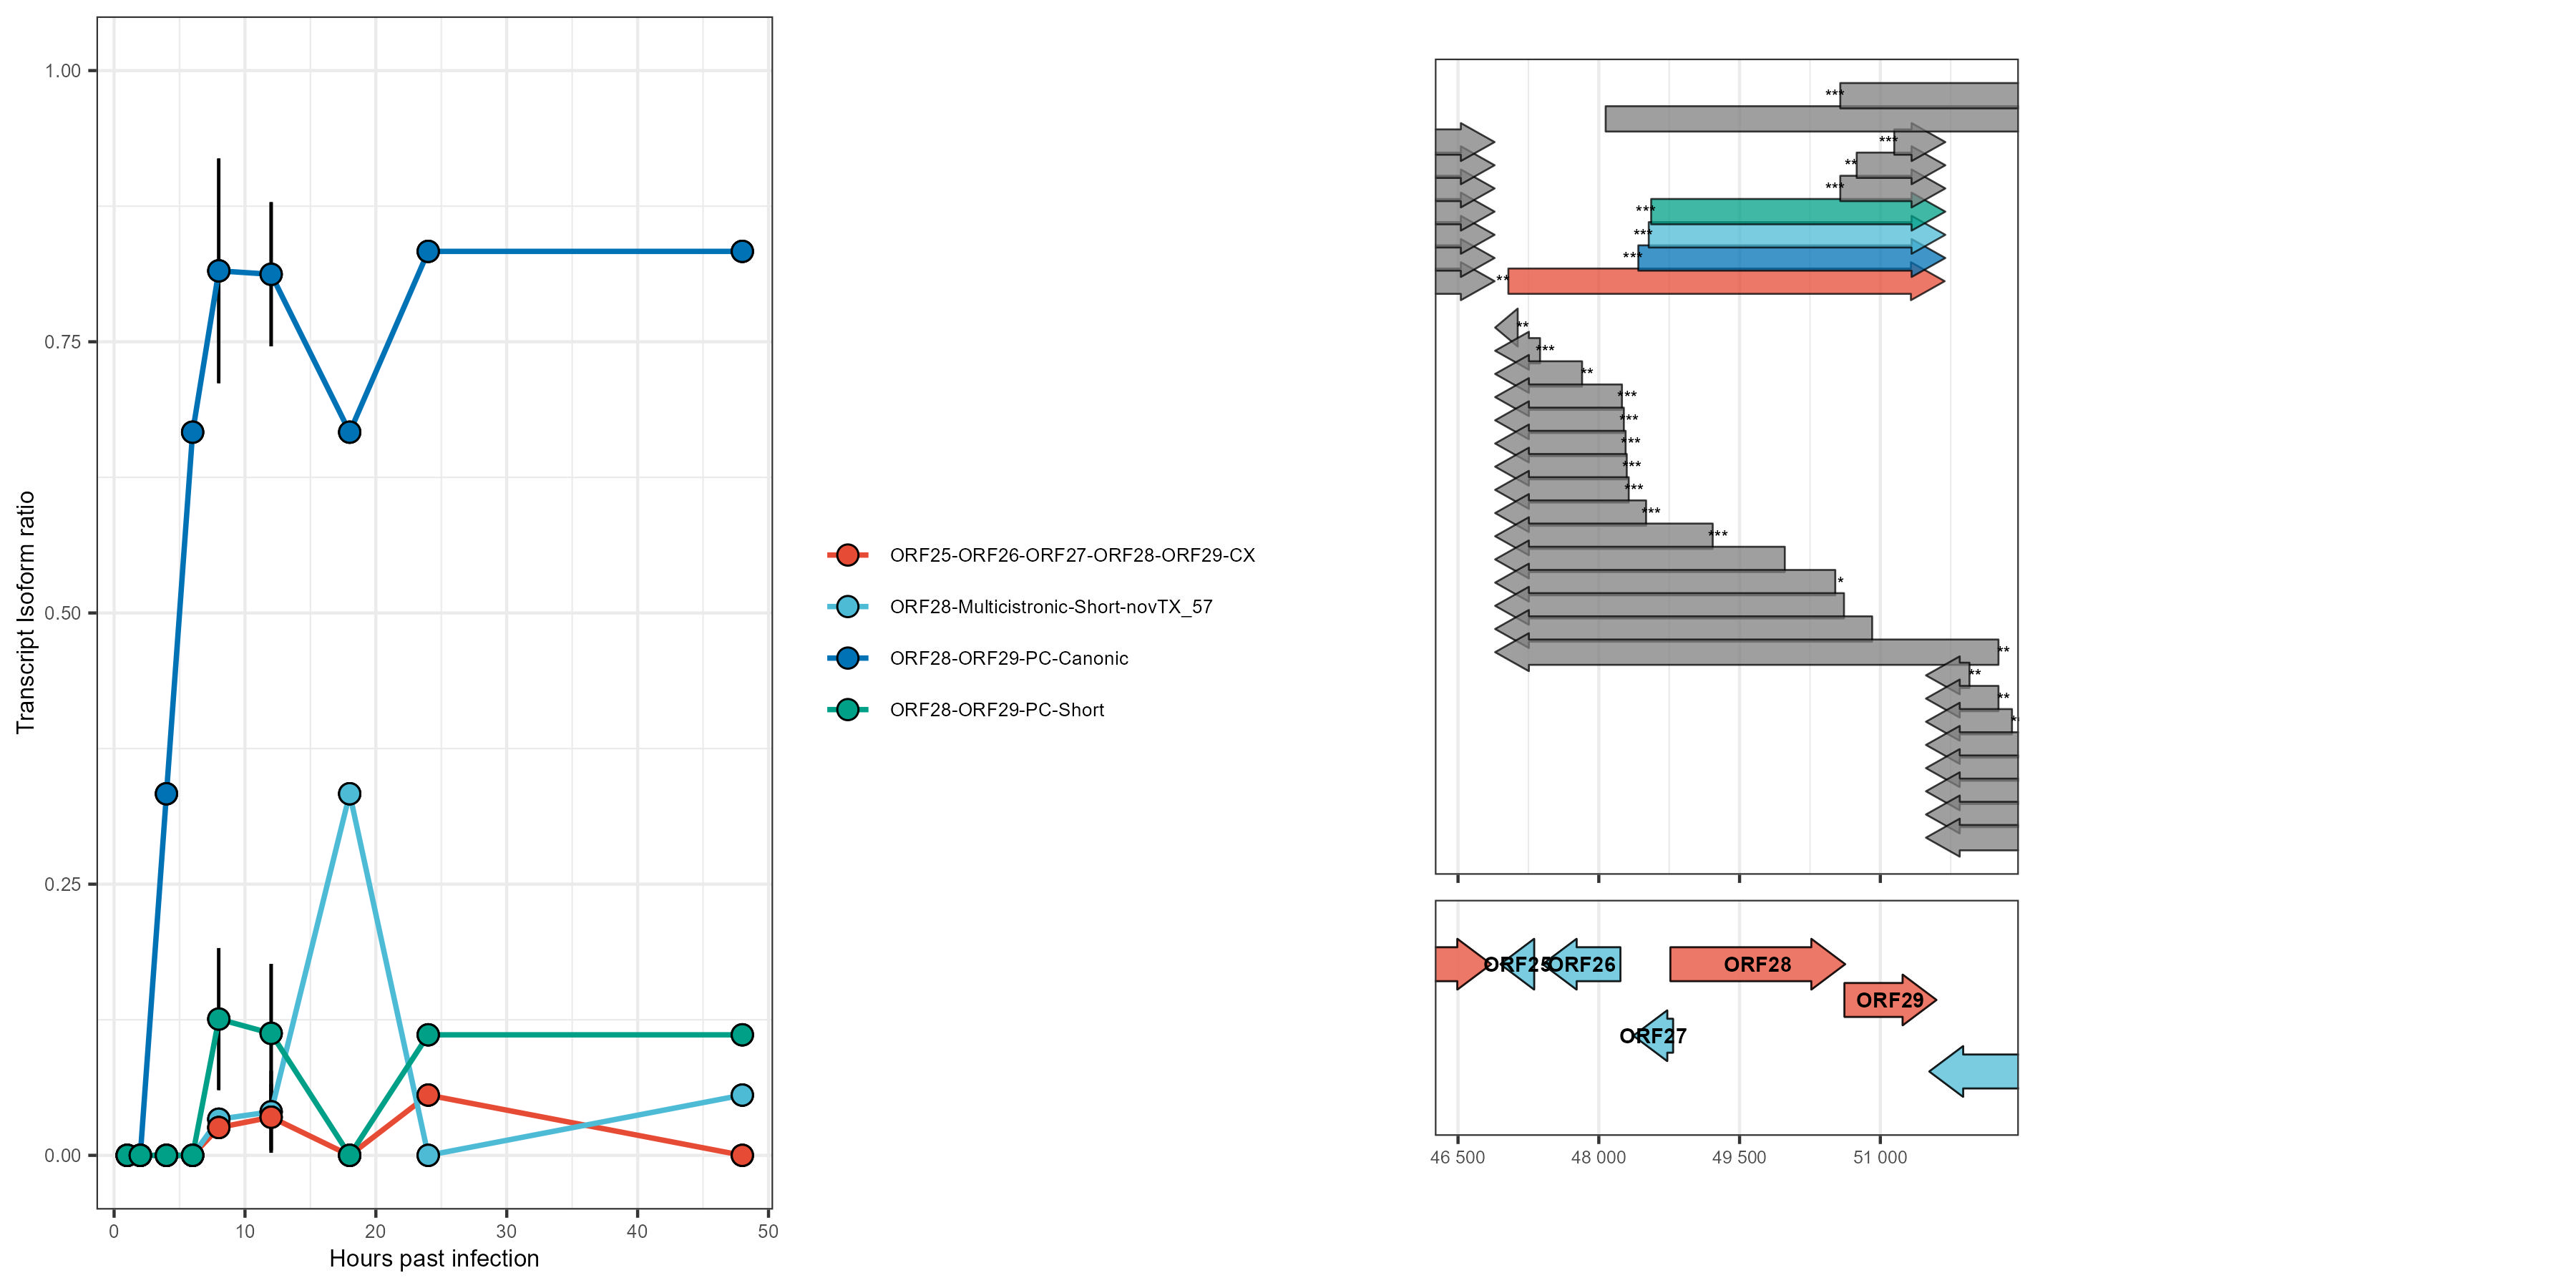 1.00
0.75
0.50
0.25
0.00
Transcript Isoform ratio
0 10 20 30 40 50
Hours past infection
ORF25-ORF26-ORF27-ORF28-ORF29-CX
ORF28-Multicistronic-Short-novTX_57
ORF28-ORF29-PC-Canonic
ORF28-ORF29-PC-Short
***
***
**
***
***
***
***
**
**
***
**
***
***
***
***
***
***
***
*
**
**
**
**
ORF25 ORF26 ORF28
ORF29
ORF27
46 500 48 000 49 500 51 000